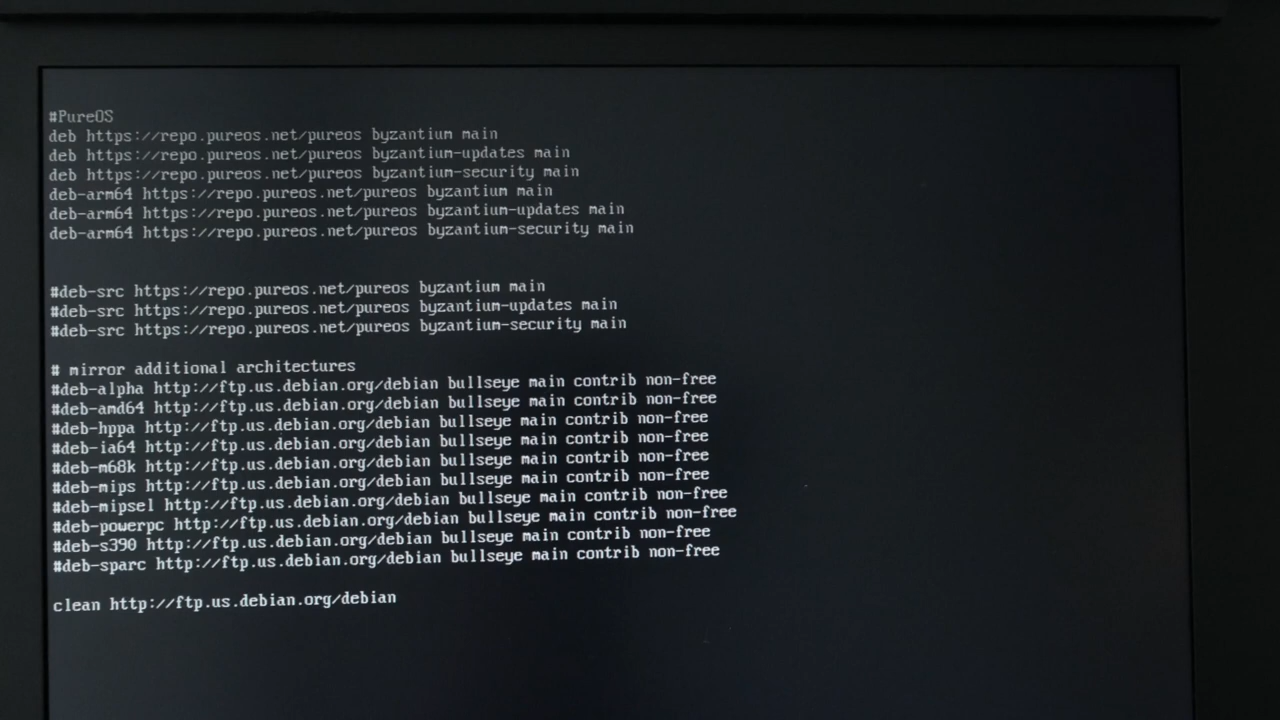 #PureOS
deb https://repo.pureos.net/pureos byzantium main
deb https://repo.pureos.net/pureos byzantium-updates main
deb https://repo.pureos.net/pureos byzantium-security main
deb-arm64 https://repo.pureos.net/pureos byzantium main
deb-arm64 https://repo.pureos.net/pureos byzantium-updates main
deb-arm64 https://repo.pureos.net/pureos byzantium-security main
#deb-src https://repo.pureos.net/pureos byzantium main
#deb-src https://repo.pureos.net/pureos byzantium-updates main
#deb-src https://repo.pureos.net/pureos byzantium-security main
# mirror additional architectures
#deb-alpha http://ftp.us.debian.org/debian bullseye main contrib non-free
#deb-amd64 http://ftp.us.debian.org/debian bullseye main contrib non-free
#deb-hppa http://ftp.us.debian.org/debian bullseye main contrib non-free
#deb-ia64 http://ftp.us.debian.org/debian bullseye main contrib non-free
#deb-m68k http://ftp.us.debian.org/debian bullseye main contrib non-free
#deb-mips http://ftp.us.debian.org/debian bullseye main contrib non-free
#deb-mipsel http://ftp.us.debian.org/debian bullseye main contrib non-free
#deb-powerpc http://ftp.us.debian.org/debian bullseye main contrib non-free
#deb-s390 http://ftp.us.debian.org/debian bullseye main contrib non-free
#deb-sparc http://ftp.us.debian.org/debian bullseye main contrib non-free
clean http://ftp.us.debian.org/debian